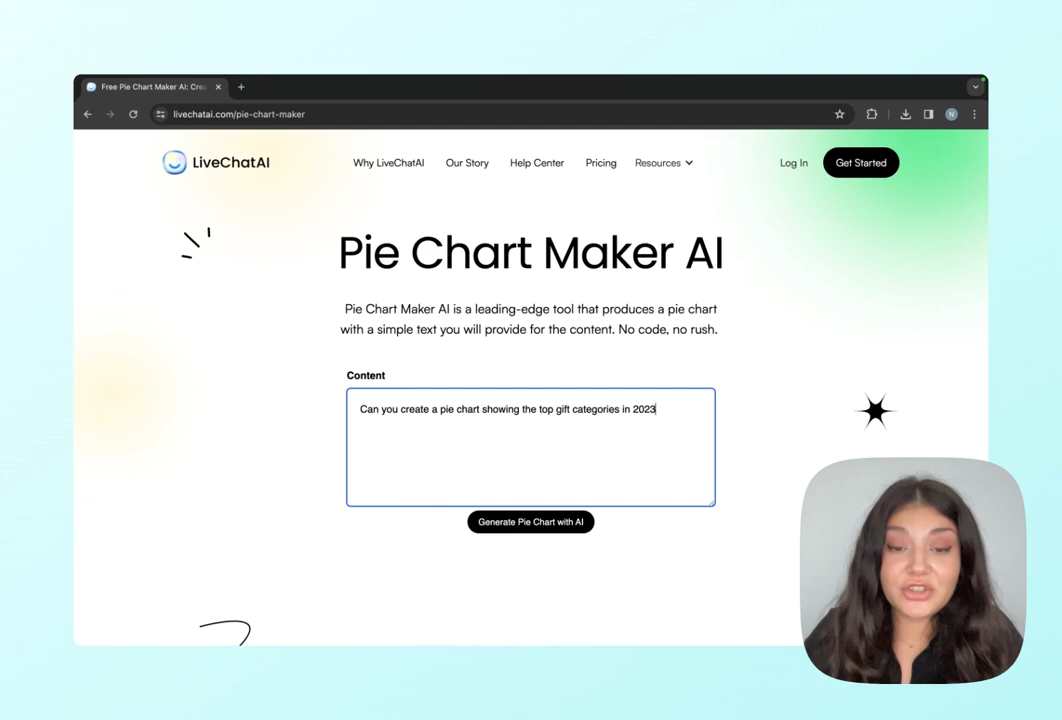 Free Pie Chart Maker AI: Crea
livechatai.com/pie-chart-maker
N
LiveChatAI
Why LiveChatAI
Our Story
Help Center
Pricing
Resources
Log In
Get Started
Pie Chart Maker AI
Pie Chart Maker AI is a leading-edge tool that produces a pie chart
with a simple text you will provide for the content. No code, no rush.
Content
Can you create a pie chart showing the top gift categories in 2023
Generate Pie Chart with AI